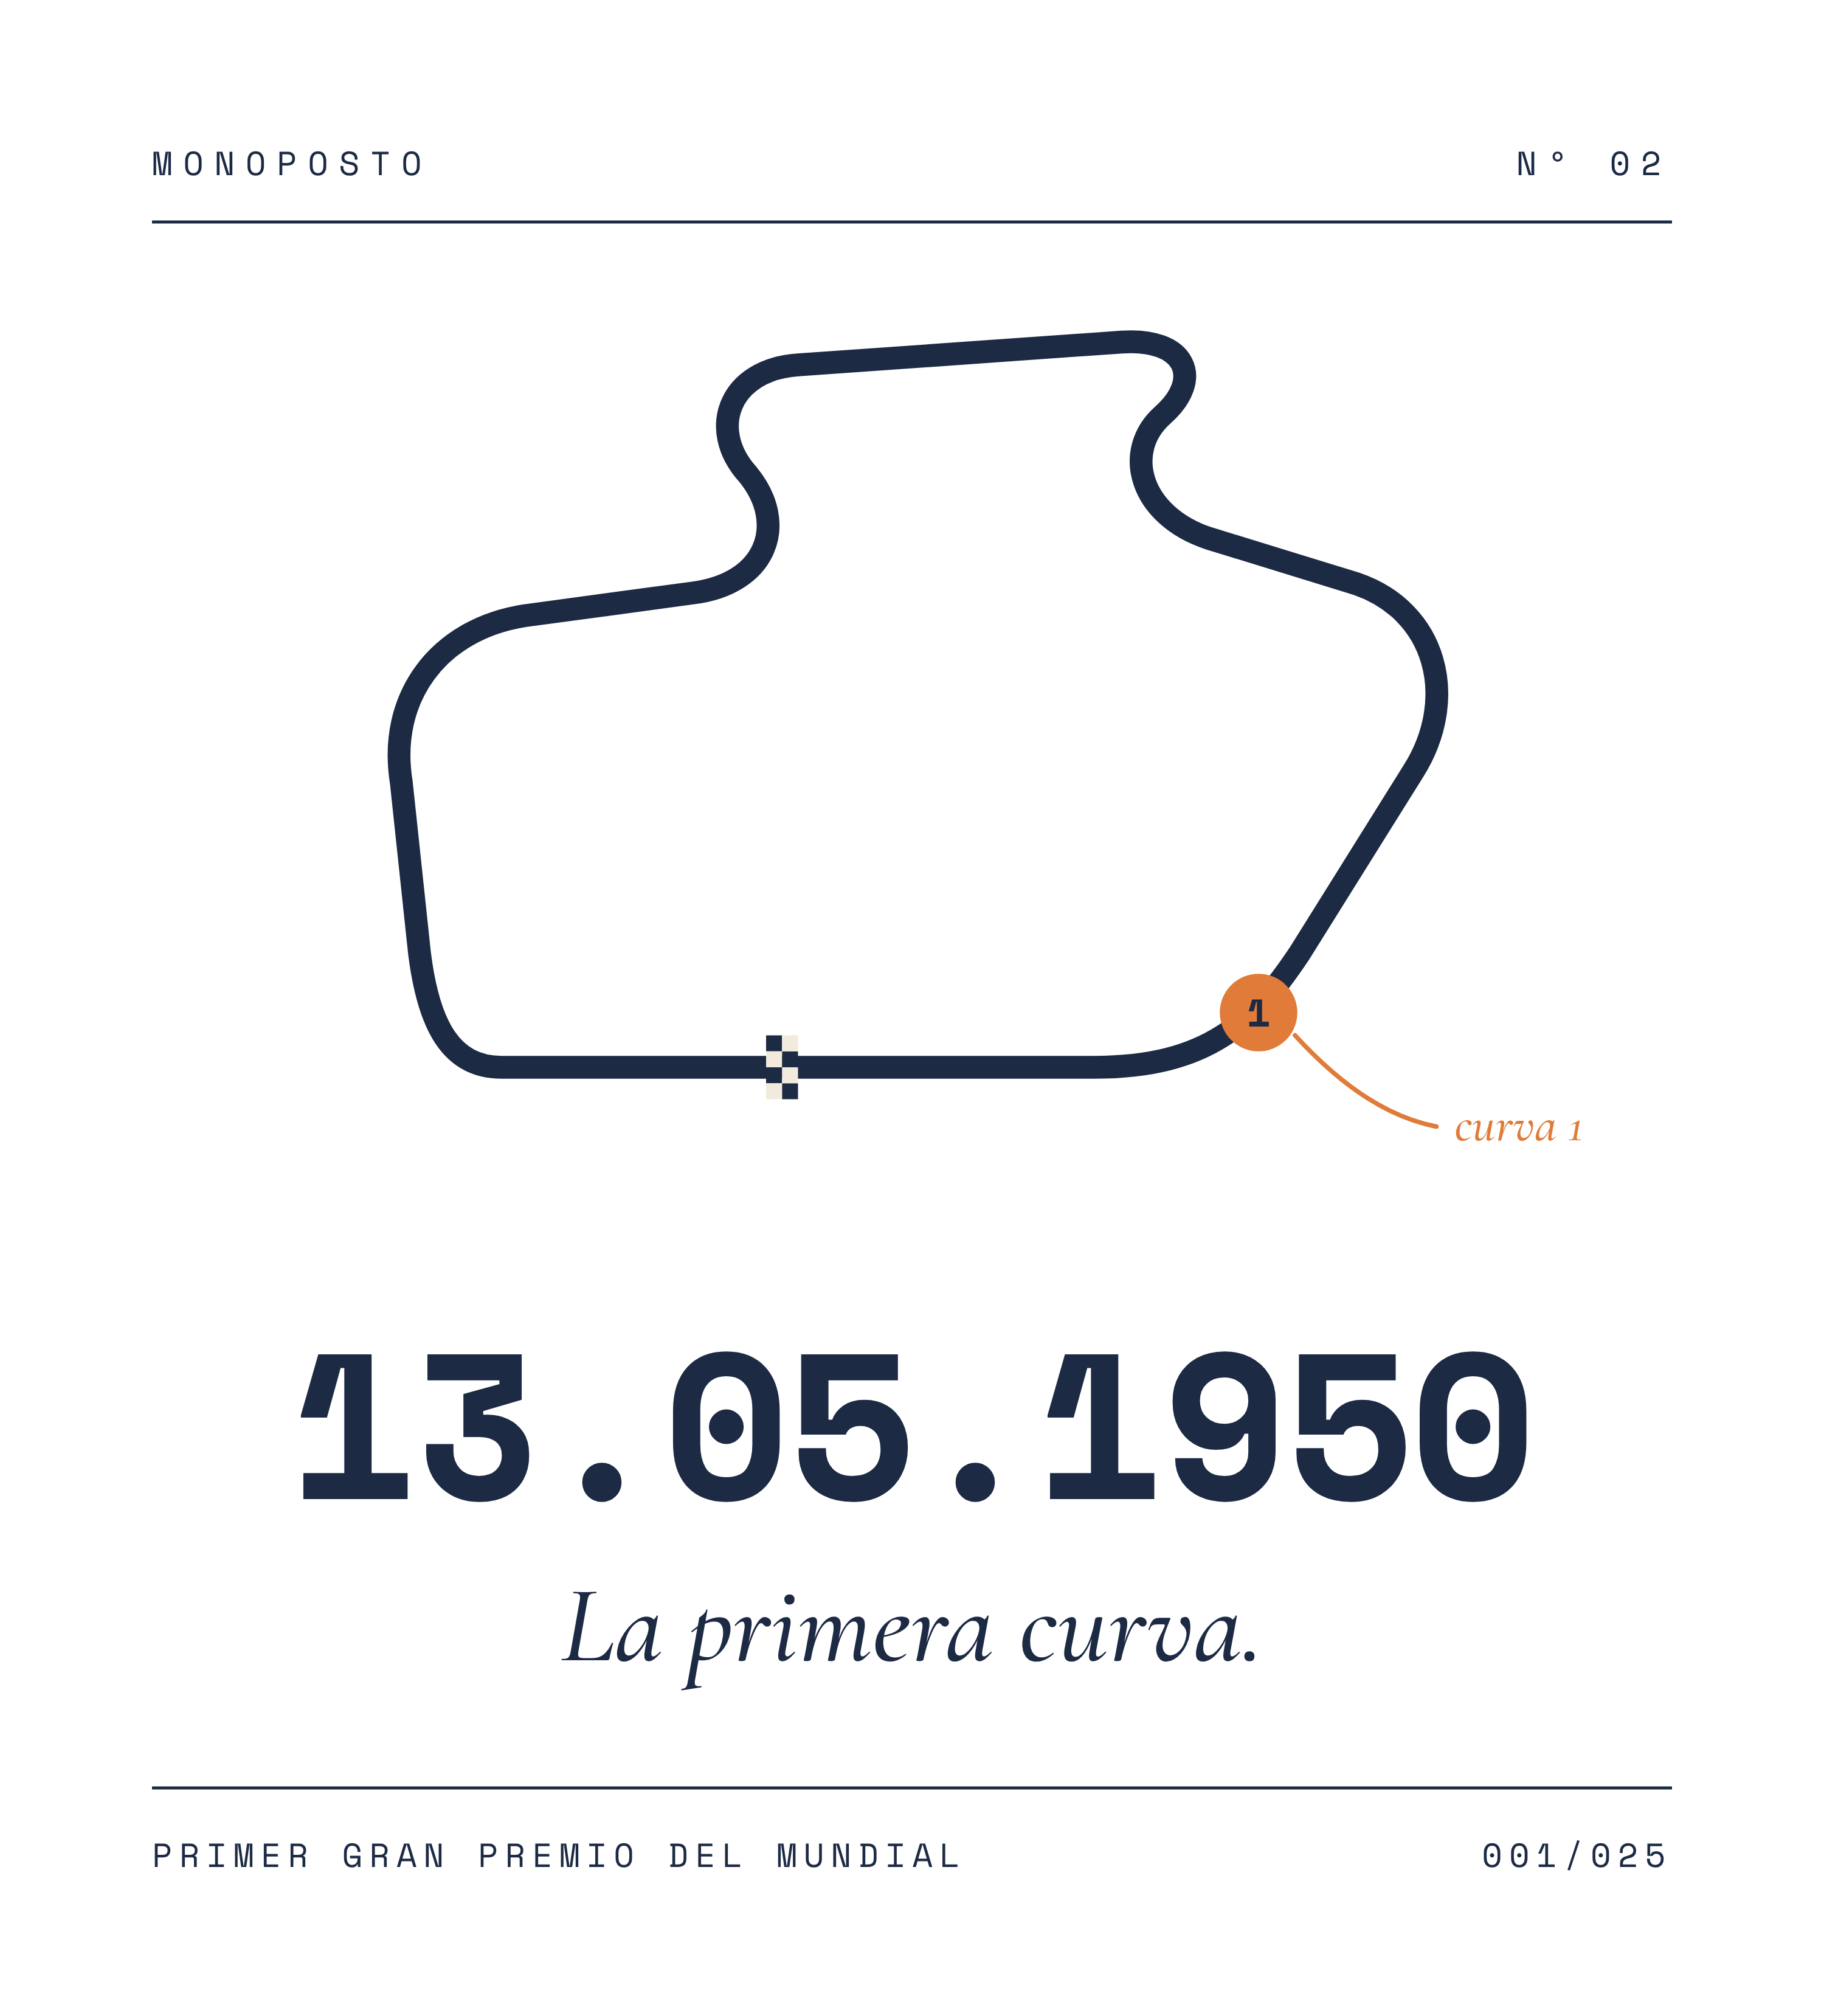 MONOPOSTO
N° 02
1
curva 1
13.05.1950
La primera curva.
PRIMER GRAN PREMIO DEL MUNDIAL
001/025